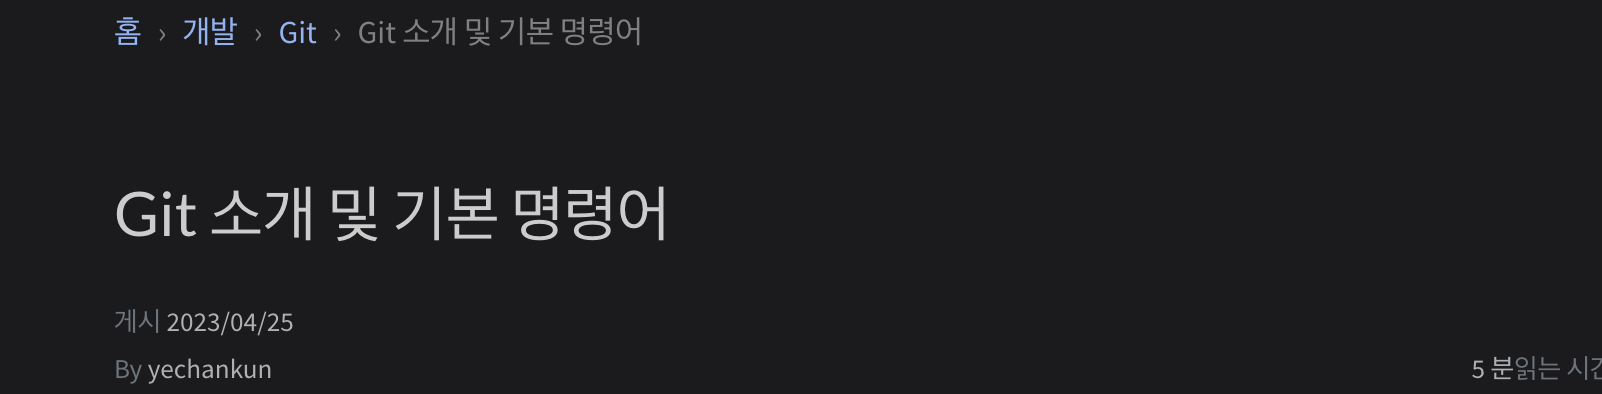 홈 › 개발 › Git › Git 소개 및 기본 명령어
Git 소개 및 기본 명령어
게시 2023/04/25
By yechankun
5 분읽는 시간